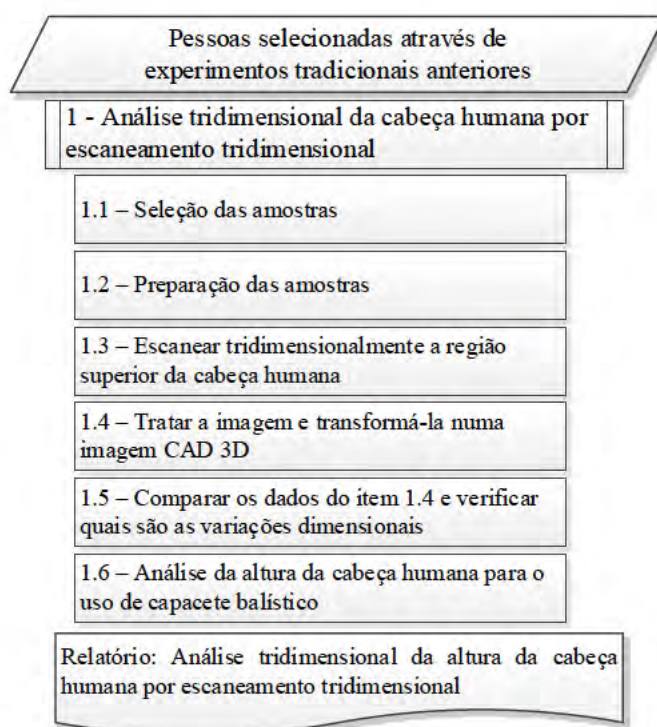 Pessoas selecionadas através de
experimentos tradicionais anteriores
1 - Análise tridimensional da cabeça humana por
escaneamento tridimensional
1.1 – Seleção das amostras
1.2 – Preparação das amostras
1.3 – Escanear tridimensionalmente a região
superior da cabeça humana
1.4 – Tratar a imagem e transformá-la numa
imagem CAD 3D
1.5 – Comparar os dados do item 1.4 e verificar
quais são as variações dimensionais
1.6 – Análise da altura da cabeça humana para o
uso de capacete balístico
Relatório: Análise tridimensional da altura da cabeça
humana por escaneamento tridimensional